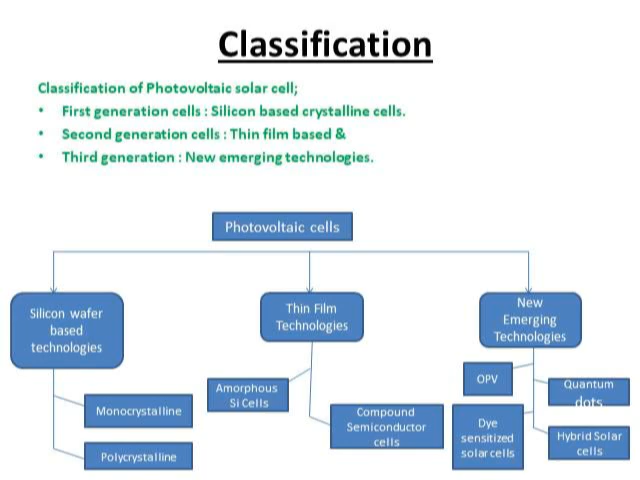 Classification
Classification of Photovoltaic solar cell;
• First generation cells : Silicon based crystalline cells.
• Second generation cells : Thin film based &
• Third generation : New emerging technologies.
Photovoltaic cells
Silicon wafer
based
technologies
Thin Film
Technologies
New
Emerging
Technologies
Monocrystalline
Polycrystalline
Amorphous
Si Cells
Compound
Semiconductor
cells
OPV
Quantum
dots
Dye
sensitized
solar cells
Hybrid Solar
cells